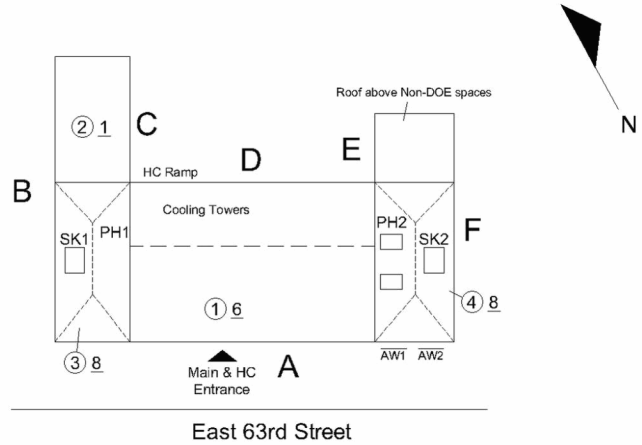 N
Roof above Non-DOE spaces
2 1
C
E
D
HC Ramp
B
Cooling Towers
PH1
PH2
F
SK1
SK2
1 6
4 8
3 8
AW1
AW2
Main & HC
Entrance
A
East 63rd Street